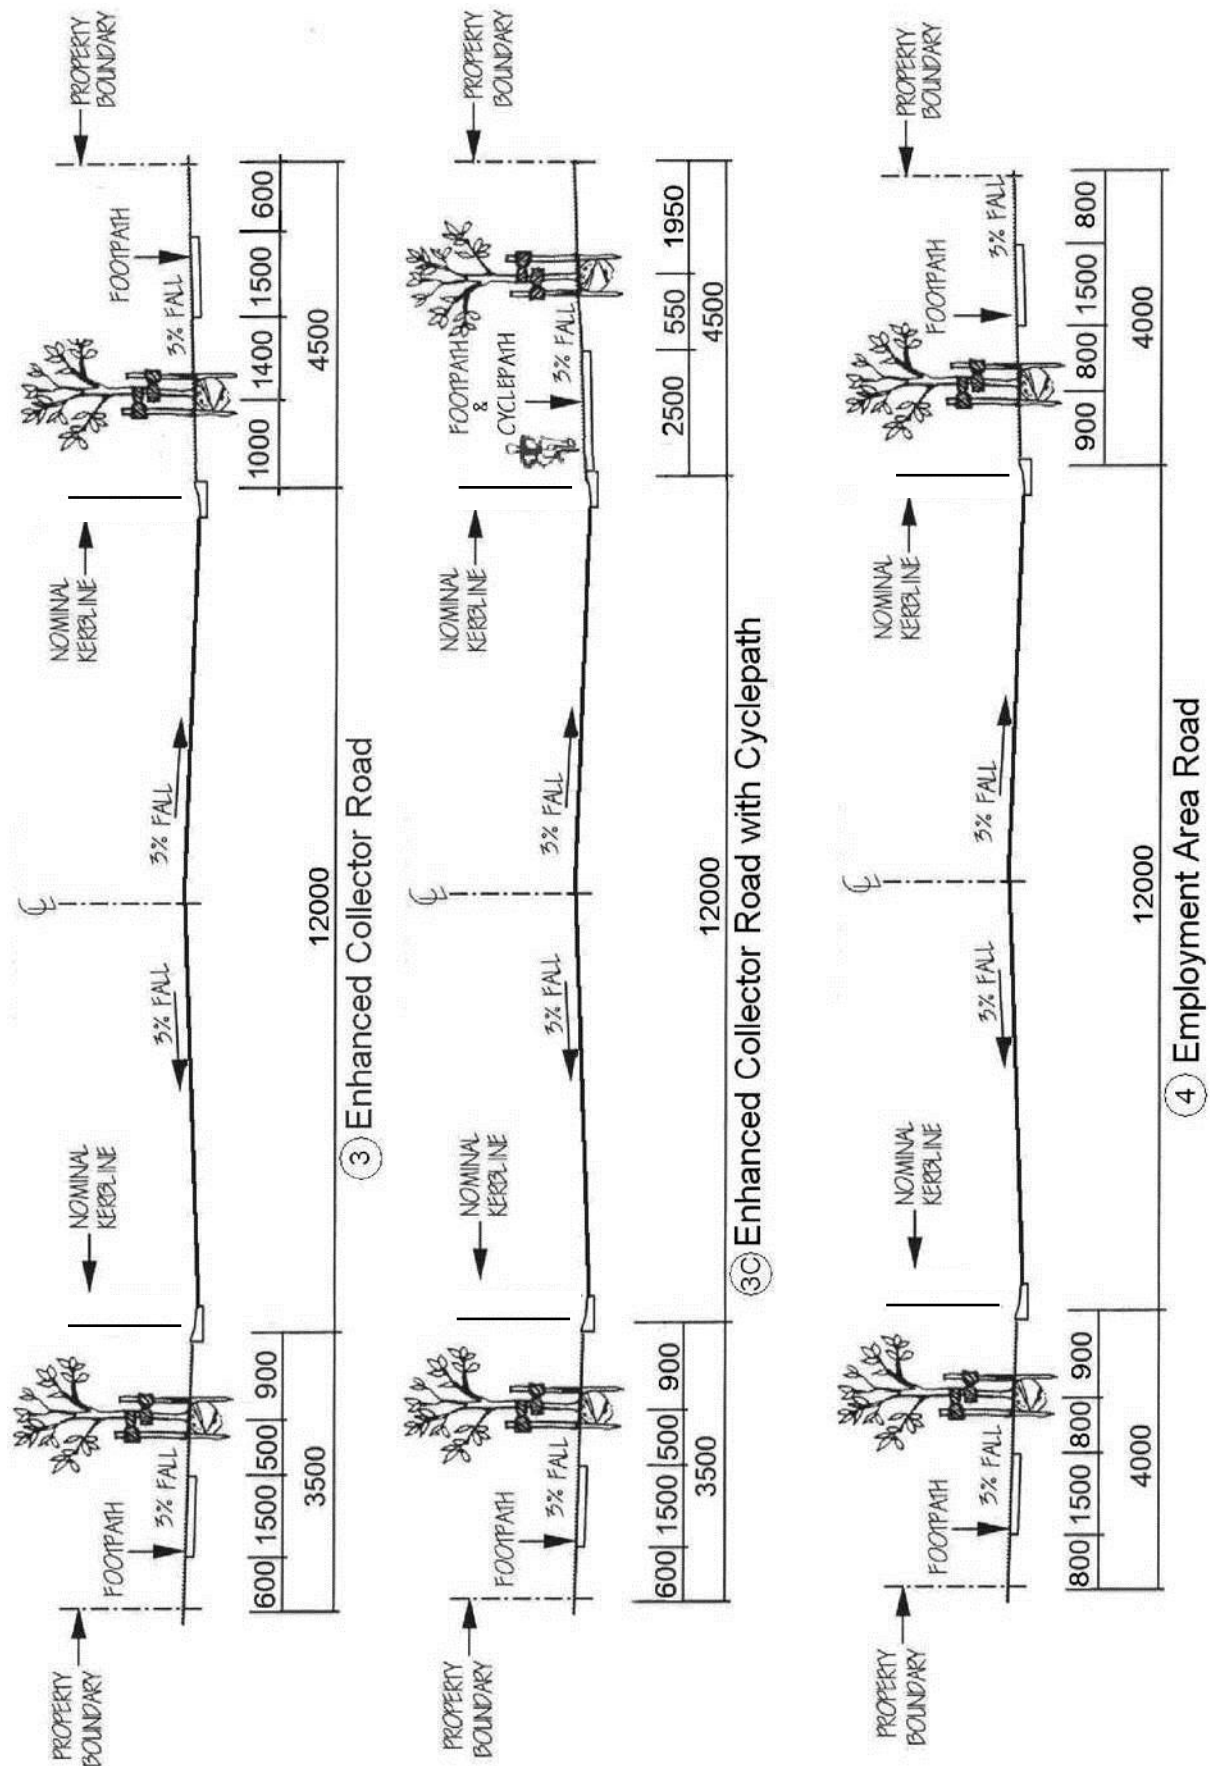 PROPERTY
BOUNDARY
FOOTPATH
3% FALL
NOMINAL
KERBLINE
3% FALL
℄
3% FALL
NOMINAL
KERBLINE
3% FALL
FOOTPATH
PROPERTY
BOUNDARY
600 1500 500 900
1000 1400 1500 600
3500 12000 4500
3 Enhanced Collector Road
PROPERTY
BOUNDARY
FOOTPATH
3% FALL
NOMINAL
KERBLINE
3% FALL
℄
3% FALL
NOMINAL
KERBLINE
FOOTPATH
&
CYCLEPATH
3% FALL
PROPERTY
BOUNDARY
600 1500 500 900
2500 550 1950
3500 12000 4500
3C Enhanced Collector Road with Cyclepath
PROPERTY
BOUNDARY
FOOTPATH
3% FALL
NOMINAL
KERBLINE
3% FALL
℄
3% FALL
NOMINAL
KERBLINE
FOOTPATH
3% FALL
PROPERTY
BOUNDARY
800 1500 800 900
900 800 1500 800
4000 12000 4000
4 Employment Area Road